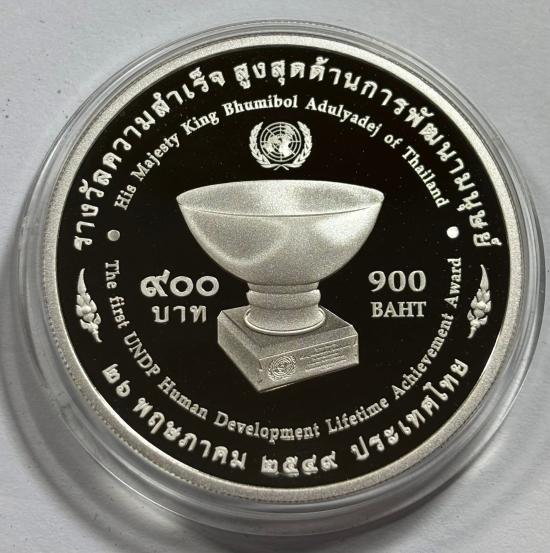 รางวัลความสำเร็จ สูงสุดด้านการพัฒนามนุษย์
His Majesty King Bhumibol Adulyadej of Thailand
๙๐๐
บาท
900
BAHT
The first UNDP Human Development Lifetime Achievement Award
๒๖ พฤษภาคม ๒๕๔๙ ประเทศไทย